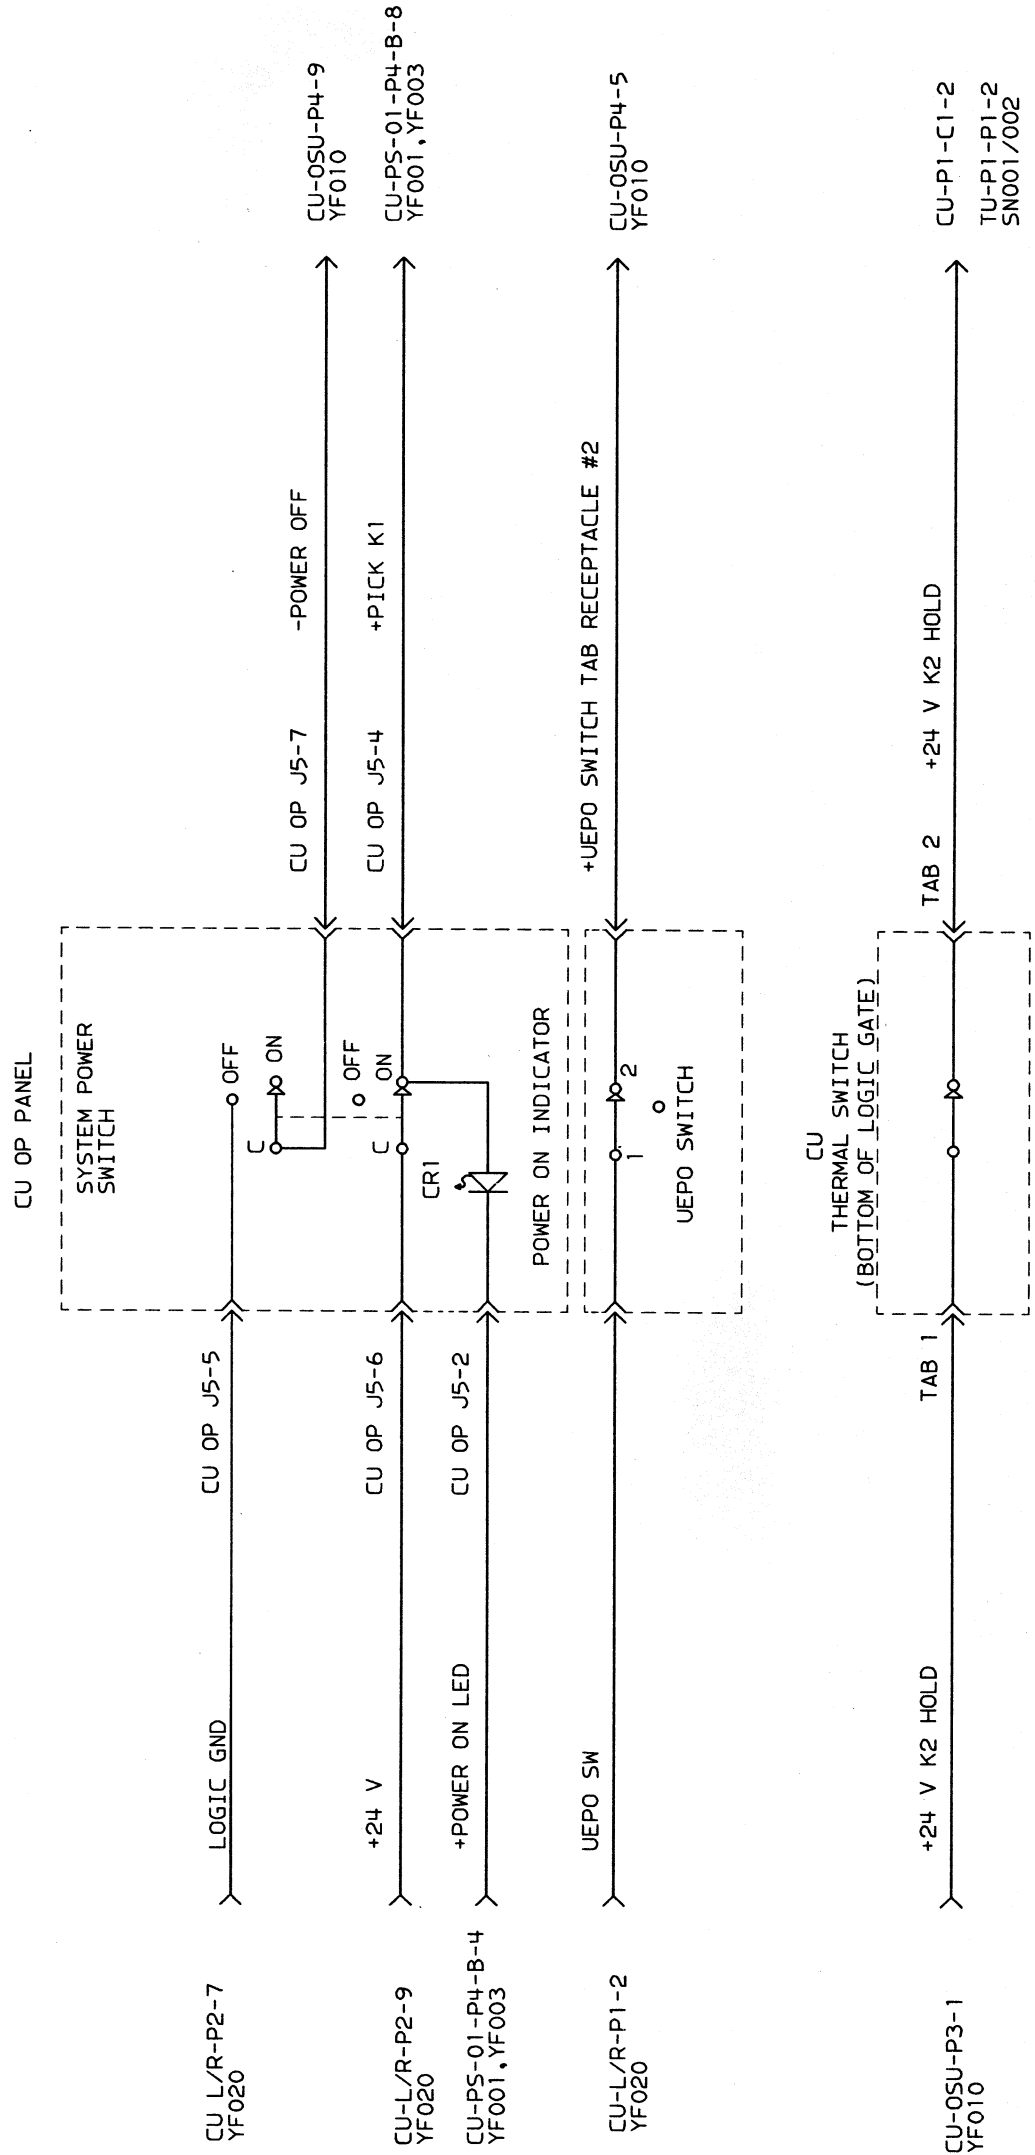 CU OP PANEL
SYSTEM POWER
SWITCH
CU L/R-P2-7
YF020
LOGIC GND
CU OP J5-5
OFF
C
ON
CU OP J5-7
-POWER OFF
CU-OSU-P4-9
YF010
CU-L/R-P2-9
YF020
+24 V
CU OP J5-6
C
OFF
ON
CU OP J5-4
+PICK K1
CU-PS-01-P4-B-8
YF001,YF003
CU-PS-01-P4-B-4
YF001,YF003
+POWER ON LED
CU OP J5-2
CR1
POWER ON INDICATOR
CU-L/R-P1-2
YF020
UEPO SW
1
2
UEPO SWITCH
+UEPO SWITCH TAB RECEPTACLE #2
CU-OSU-P4-5
YF010
CU
THERMAL SWITCH
(BOTTOM OF LOGIC GATE)
CU-OSU-P3-1
YF010
+24 V K2 HOLD
TAB 1
TAB 2
+24 V K2 HOLD
CU-P1-C1-2
TU-P1-P1-2
SN001/002